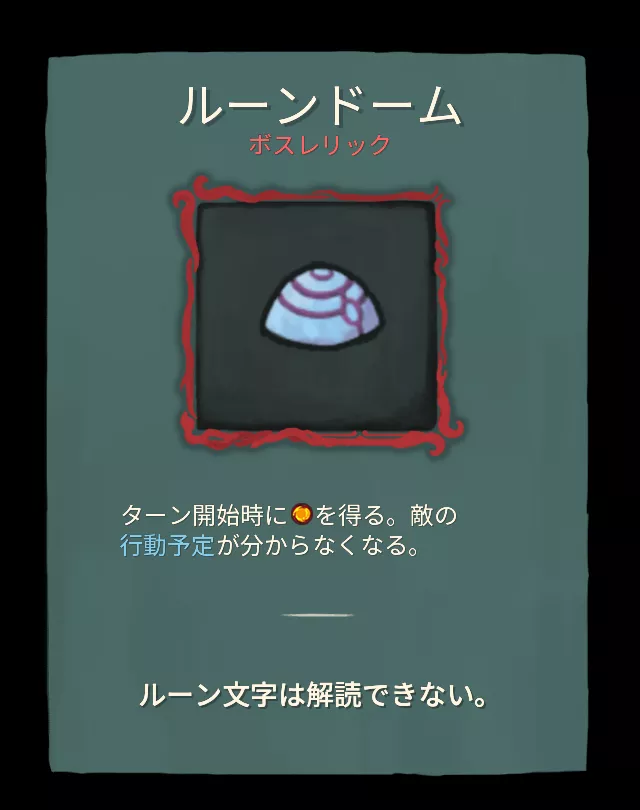 ルーンドーム
ボスレリック
ターン開始時にを得る。敵の
行動予定が分からなくなる。
ルーン文字は解読できない。